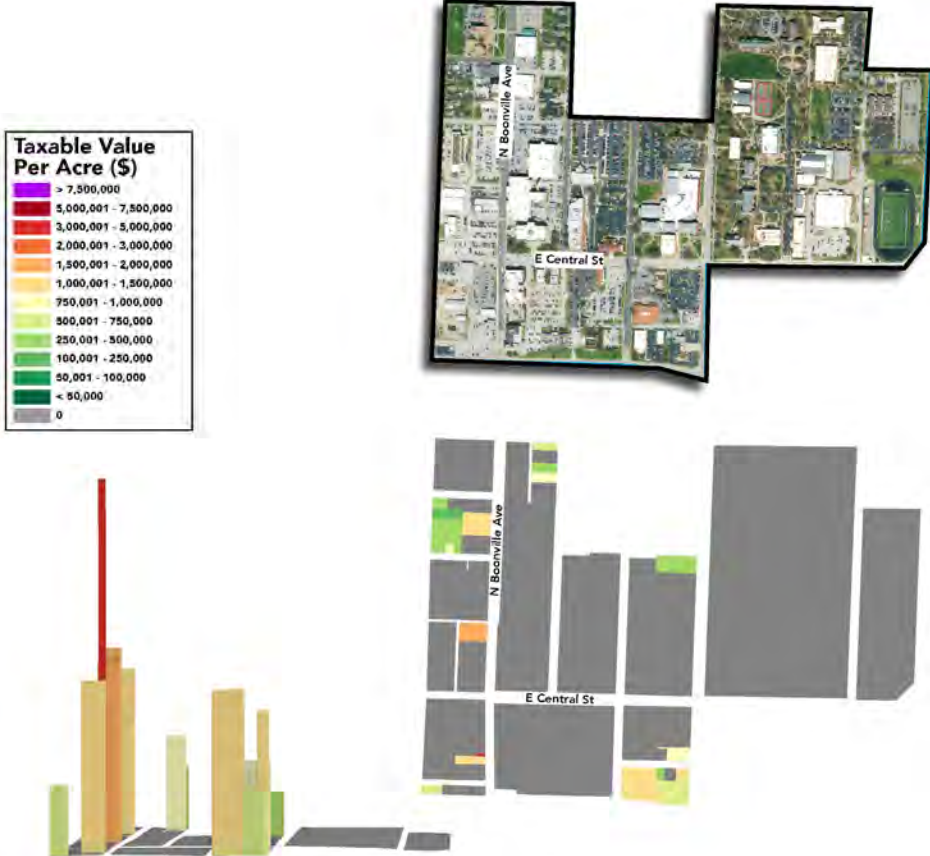 N Boonville Ave
E Central St
Taxable Value
Per Acre ($)
> 7,500,000
5,000,001 - 7,500,000
3,000,001 - 5,000,000
2,000,001 - 3,000,000
1,500,001 - 2,000,000
1,000,001 - 1,500,000
750,001 - 1,000,000
500,001 - 750,000
250,001 - 500,000
100,001 - 250,000
50,001 - 100,000
< 50,000
0
N Boonville Ave
E Central St